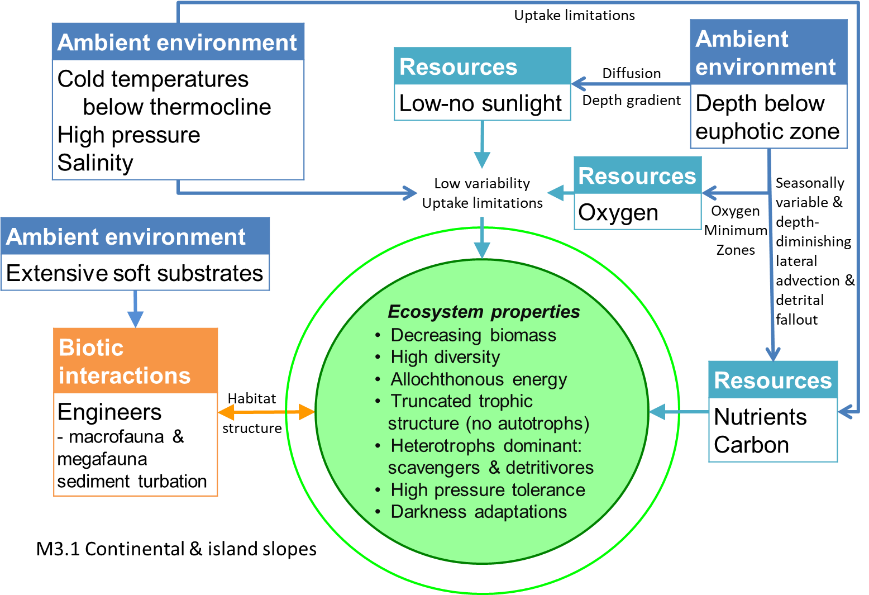 Uptake limitations
Ambient environment
Cold temperatures
below thermocline
High pressure
Salinity
Resources
Low-no sunlight
Diffusion
Depth gradient
Ambient
environment
Depth below
euphotic zone
Low variability
Uptake limitations
Resources
Oxygen
Oxygen
Minimum
Zones
Seasonally
variable & depth-
diminishing
lateral
advection &
detrital
fallout
Ambient environment
Extensive soft substrates
Biotic
interactions
Engineers
- macrofauna &
megafauna
sediment turbation
Habitat
structure
Ecosystem properties
• Decreasing biomass
• High diversity
• Allochthonous energy
• Truncated trophic
structure (no autotrophs)
• Heterotrophs dominant:
scavengers & detritivores
• High pressure tolerance
• Darkness adaptations
Resources
Nutrients
Carbon
M3.1 Continental & island slopes